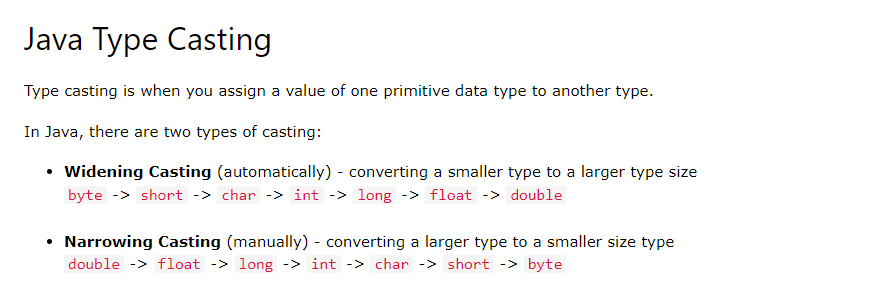 Java Type Casting
Type casting is when you assign a value of one primitive data type to another type.
In Java, there are two types of casting:
• Widening Casting (automatically) - converting a smaller type to a larger type size
byte -> short -> char -> int -> long -> float -> double
• Narrowing Casting (manually) - converting a larger type to a smaller size type
double -> float -> long -> int -> char -> short -> byte